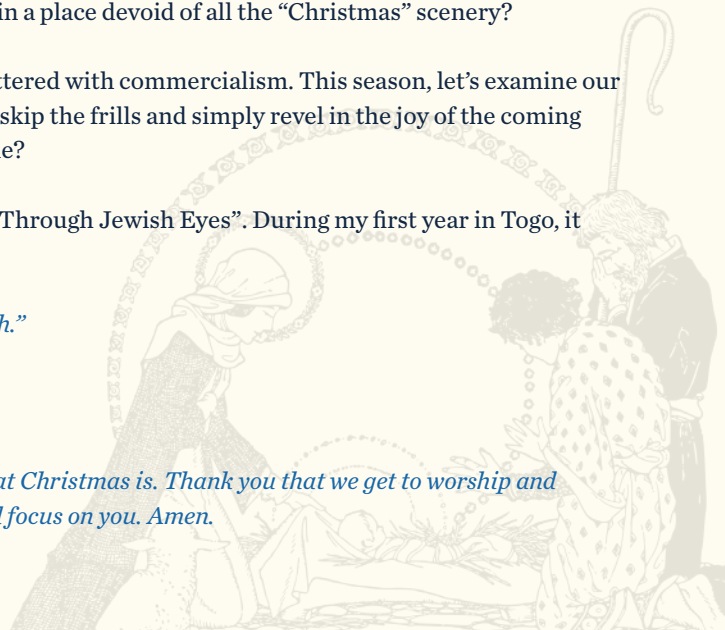 in a place devoid of all the “Christmas” scenery?
ttered with commercialism. This season, let’s examine our
skip the frills and simply revel in the joy of the coming
e?
Through Jewish Eyes”. During my first year in Togo, it
h.”
at Christmas is. Thank you that we get to worship and
focus on you. Amen.